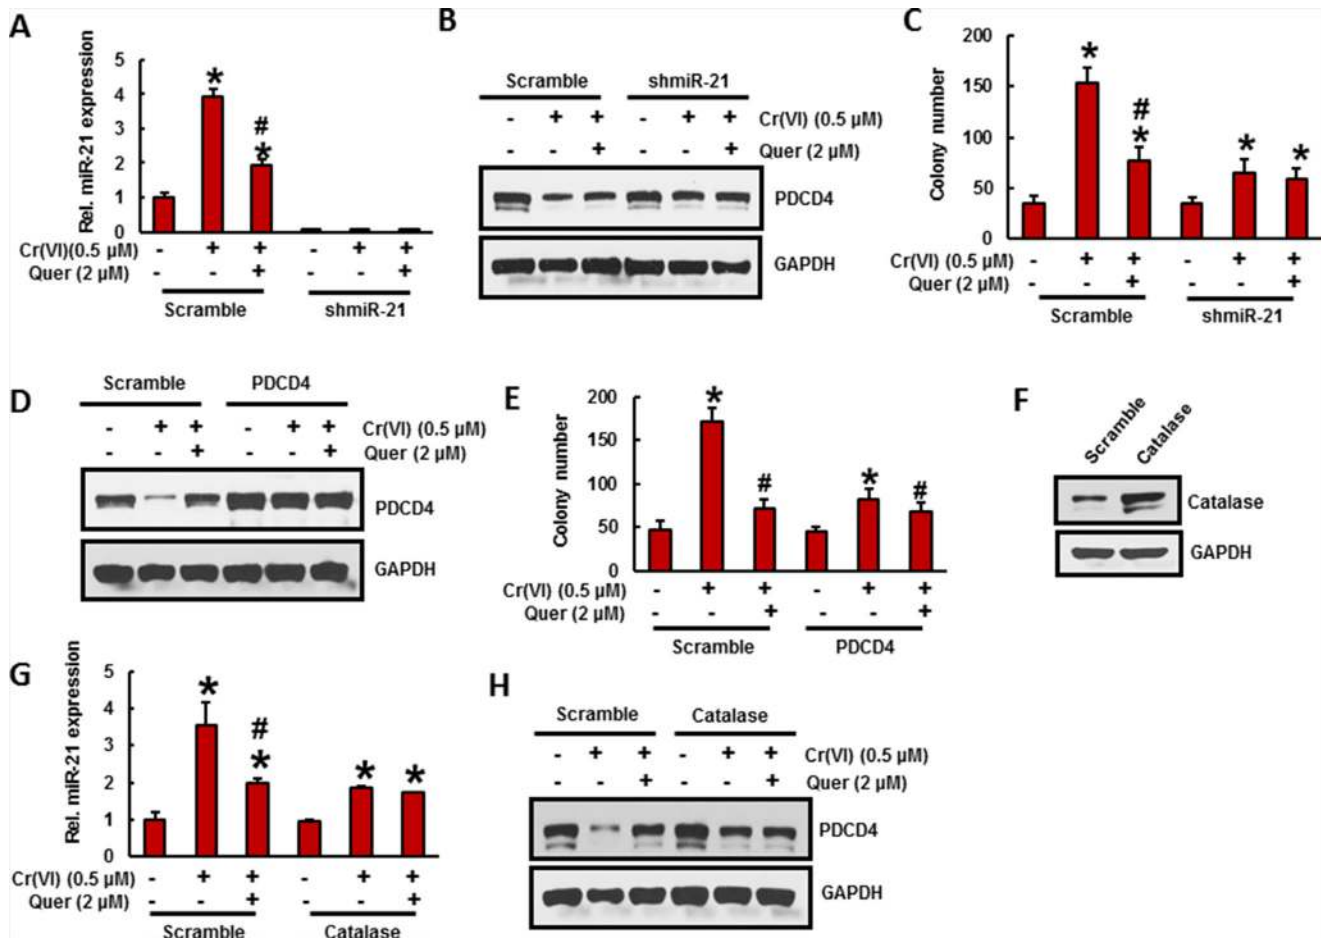 A
Rel. miR-21 expression
5
4
3
2
1
0
*
#
*
Cr(VI)(0.5 µM) - + + - + +
Quer (2 µM) - - + - - +
Scramble shmiR-21
B
Scramble shmiR-21
- + + - + + Cr(VI) (0.5 µM)
- - + - - + Quer (2 µM)
PDCD4
GAPDH
C
Colony number
200
150
100
50
0
*
#
*
*
*
Cr(VI) (0.5 µM) - + + - + +
Quer (2 µM) - - + - - +
Scramble shmiR-21
D
Scramble PDCD4
- + + - + + Cr(VI) (0.5 µM)
- - + - - + Quer (2 µM)
PDCD4
GAPDH
E
Colony number
200
150
100
50
0
*
#
*
#
Cr(VI) (0.5 µM) - + + - + +
Quer (2 µM) - - + - - +
Scramble PDCD4
F
Scramble Catalase
Catalase
GAPDH
G
Rel. miR-21 expression
5
4
3
2
1
0
*
#
*
*
*
Cr(VI) (0.5 µM) - + + - + +
Quer (2 µM) - - + - - +
Scramble Catalase
H
Scramble Catalase
- + + - + + Cr(VI) (0.5 µM)
- - + - - + Quer (2 µM)
PDCD4
GAPDH